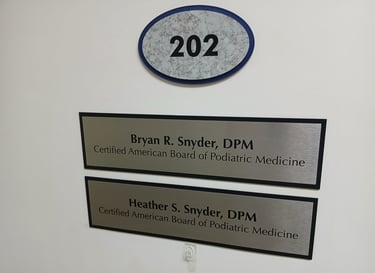 202
Bryan R. Snyder, DPM
Certified American Board of Podiatric Medicine
Heather S. Snyder, DPM
Certified American Board of Podiatric Medicine